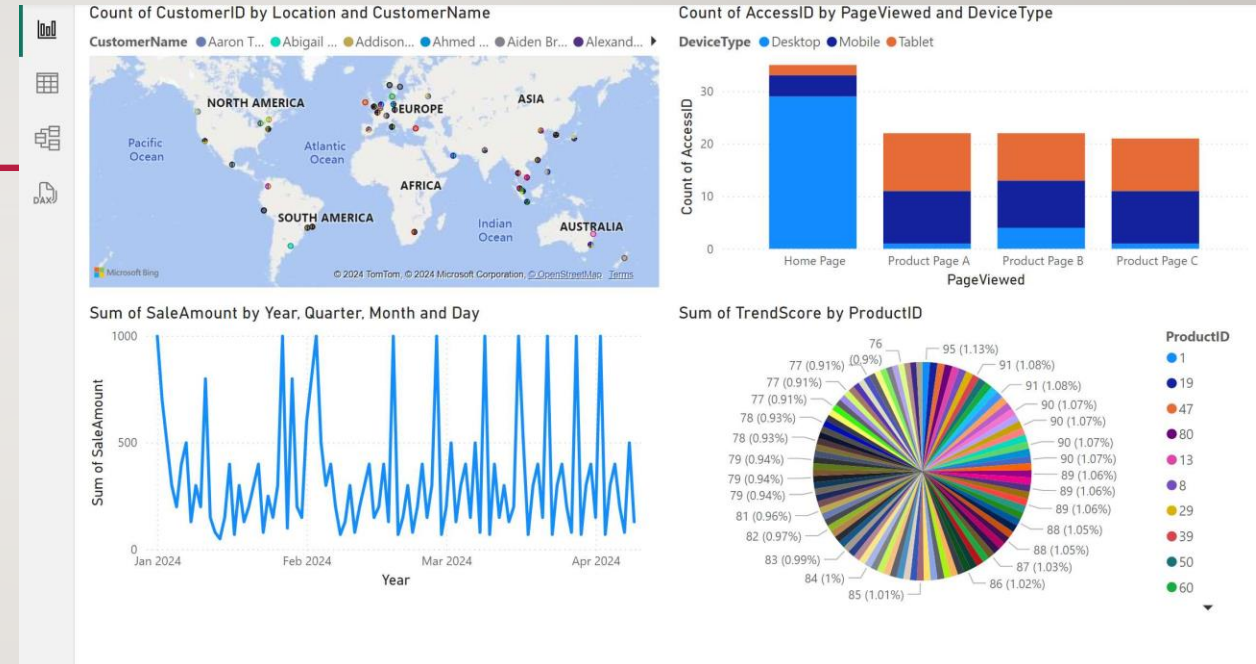 Count of CustomerID by Location and CustomerName
CustomerName Aaron T... Abigail ... Addison... Ahmed ... Aiden Br... Alexand...
NORTH AMERICA
EUROPE
ASIA
Pacific
Ocean
Atlantic
Ocean
AFRICA
SOUTH AMERICA
Indian
Ocean
AUSTRALIA
Microsoft Bing
© 2024 TomTom, © 2024 Microsoft Corporation, © OpenStreetMap Terms
Count of AccessID by PageViewed and DeviceType
DeviceType Desktop Mobile Tablet
Count of AccessID
30
20
10
0
Home Page Product Page A Product Page B Product Page C
PageViewed
Sum of SaleAmount by Year, Quarter, Month and Day
Sum of SaleAmount
1000
500
0
Jan 2024 Feb 2024 Mar 2024 Apr 2024
Year
Sum of TrendScore by ProductID
95 (1.13%)
91 (1.08%)
91 (1.08%)
90 (1.07%)
90 (1.07%)
90 (1.07%)
90 (1.07%)
89 (1.06%)
89 (1.06%)
89 (1.06%)
88 (1.05%)
88 (1.05%)
87 (1.03%)
86 (1.02%)
85 (1.01%)
84 (1%)
83 (0.99%)
82 (0.97%)
81 (0.96%)
79 (0.94%)
79 (0.94%)
79 (0.94%)
78 (0.93%)
78 (0.93%)
77 (0.91%)
77 (0.91%)
77 (0.91%)
76
(0.9%)
ProductID
1
19
47
80
13
8
29
39
50
60
DAX